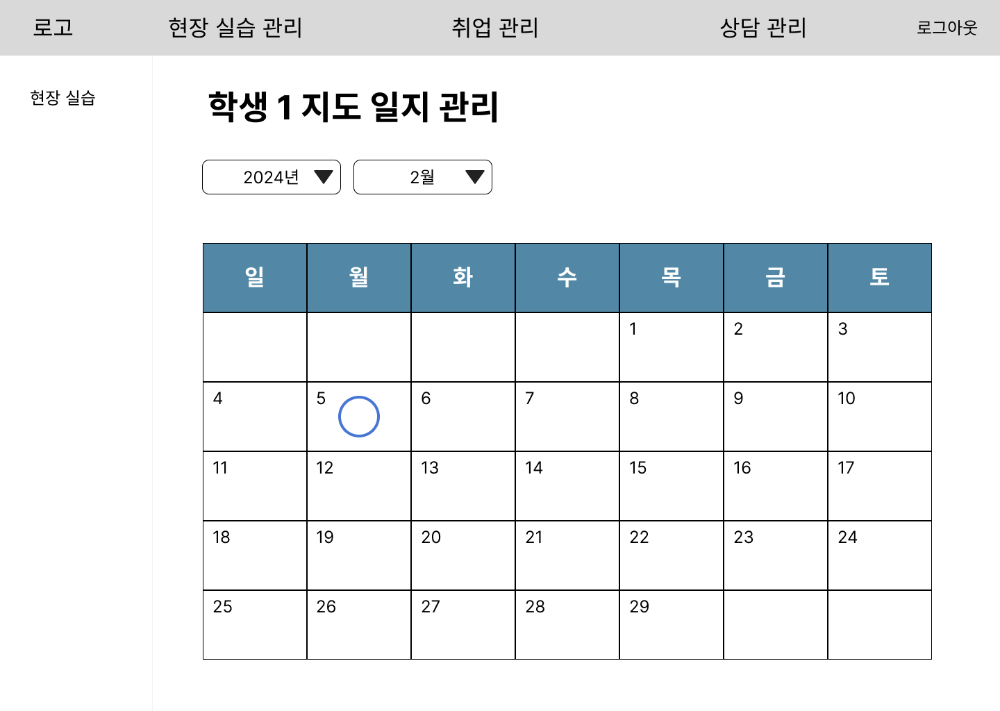 로고 현장 실습 관리 취업 관리 상담 관리 로그아웃
현장 실습
학생 1 지도 일지 관리
2024년 2월
일 월 화 수 목 금 토
1 2 3
4 5 6 7 8 9 10
11 12 13 14 15 16 17
18 19 20 21 22 23 24
25 26 27 28 29